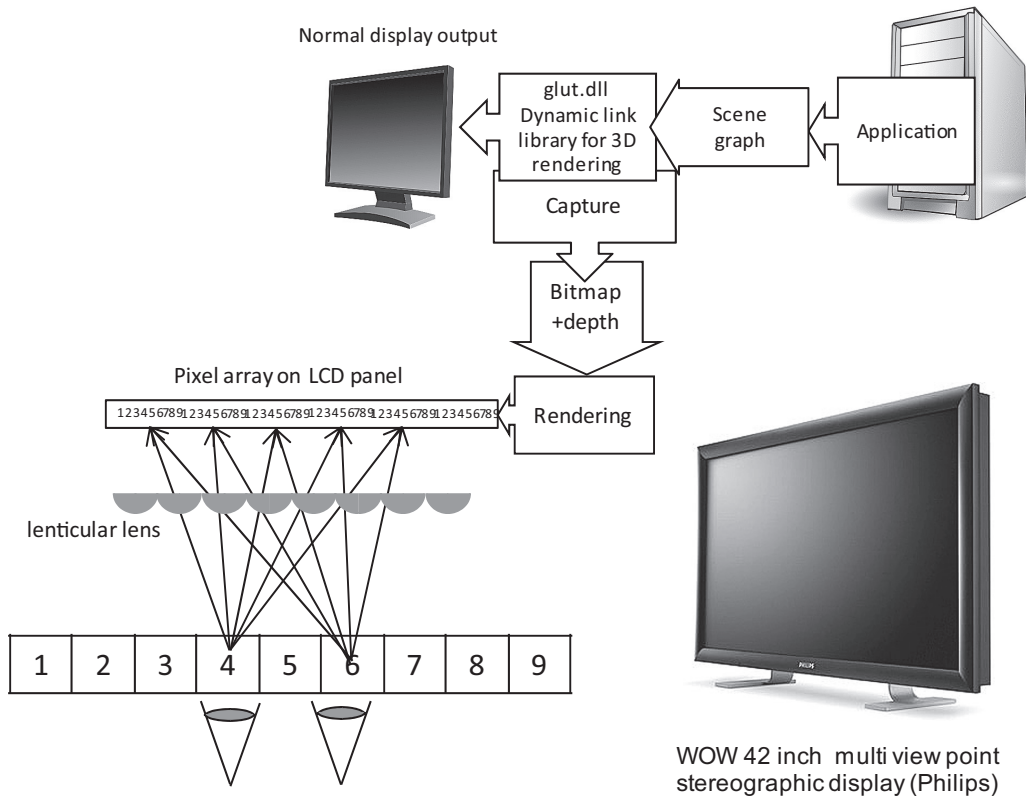 Normal display output
glut.dll
Dynamic link
library for 3D
rendering
Scene
graph
Application
Capture
Bitmap
+depth
Pixel array on LCD panel
123456789123456789123456789123456789123456789123456789
Rendering
lenticular lens
1 2 3 4 5 6 7 8 9
PHILIPS
WOW 42 inch multi view point
stereographic display (Philips)